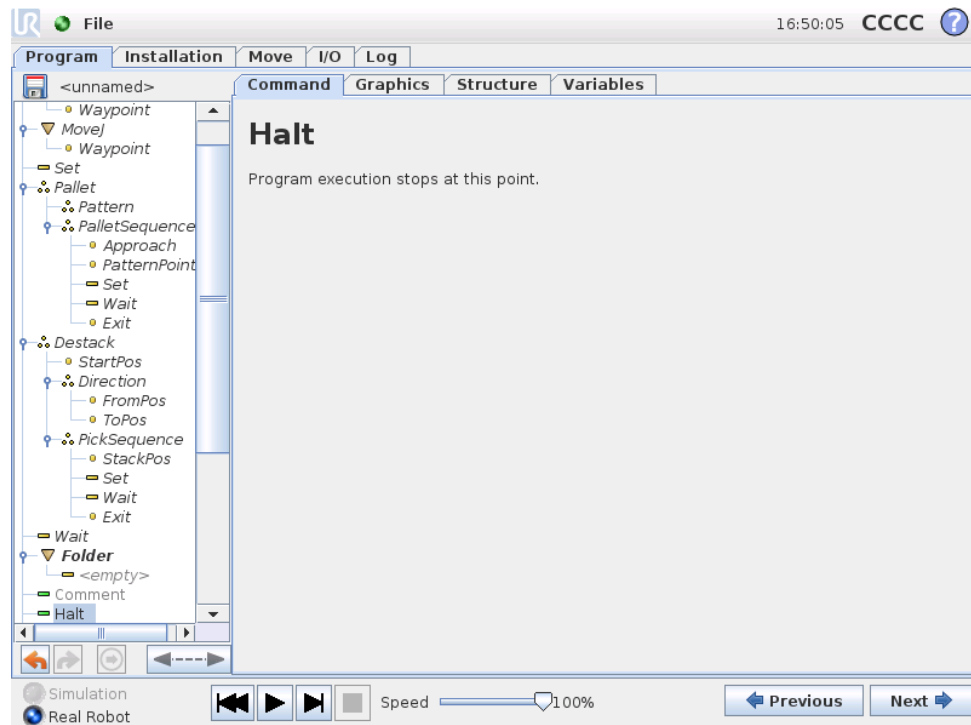 UR File 16:50:05 CCCC ?
Program Installation Move I/O Log
<unnamed> Command Graphics Structure Variables
Waypoint
MoveJ
Waypoint
Set
Pallet
Pattern
PalletSequence
Approach
PatternPoint
Set
Wait
Exit
Destack
StartPos
Direction
FromPos
ToPos
PickSequence
StackPos
Set
Wait
Exit
Wait
Folder
<empty>
Comment
Halt
Halt
Program execution stops at this point.
Simulation
Real Robot
Speed 100%
Previous Next